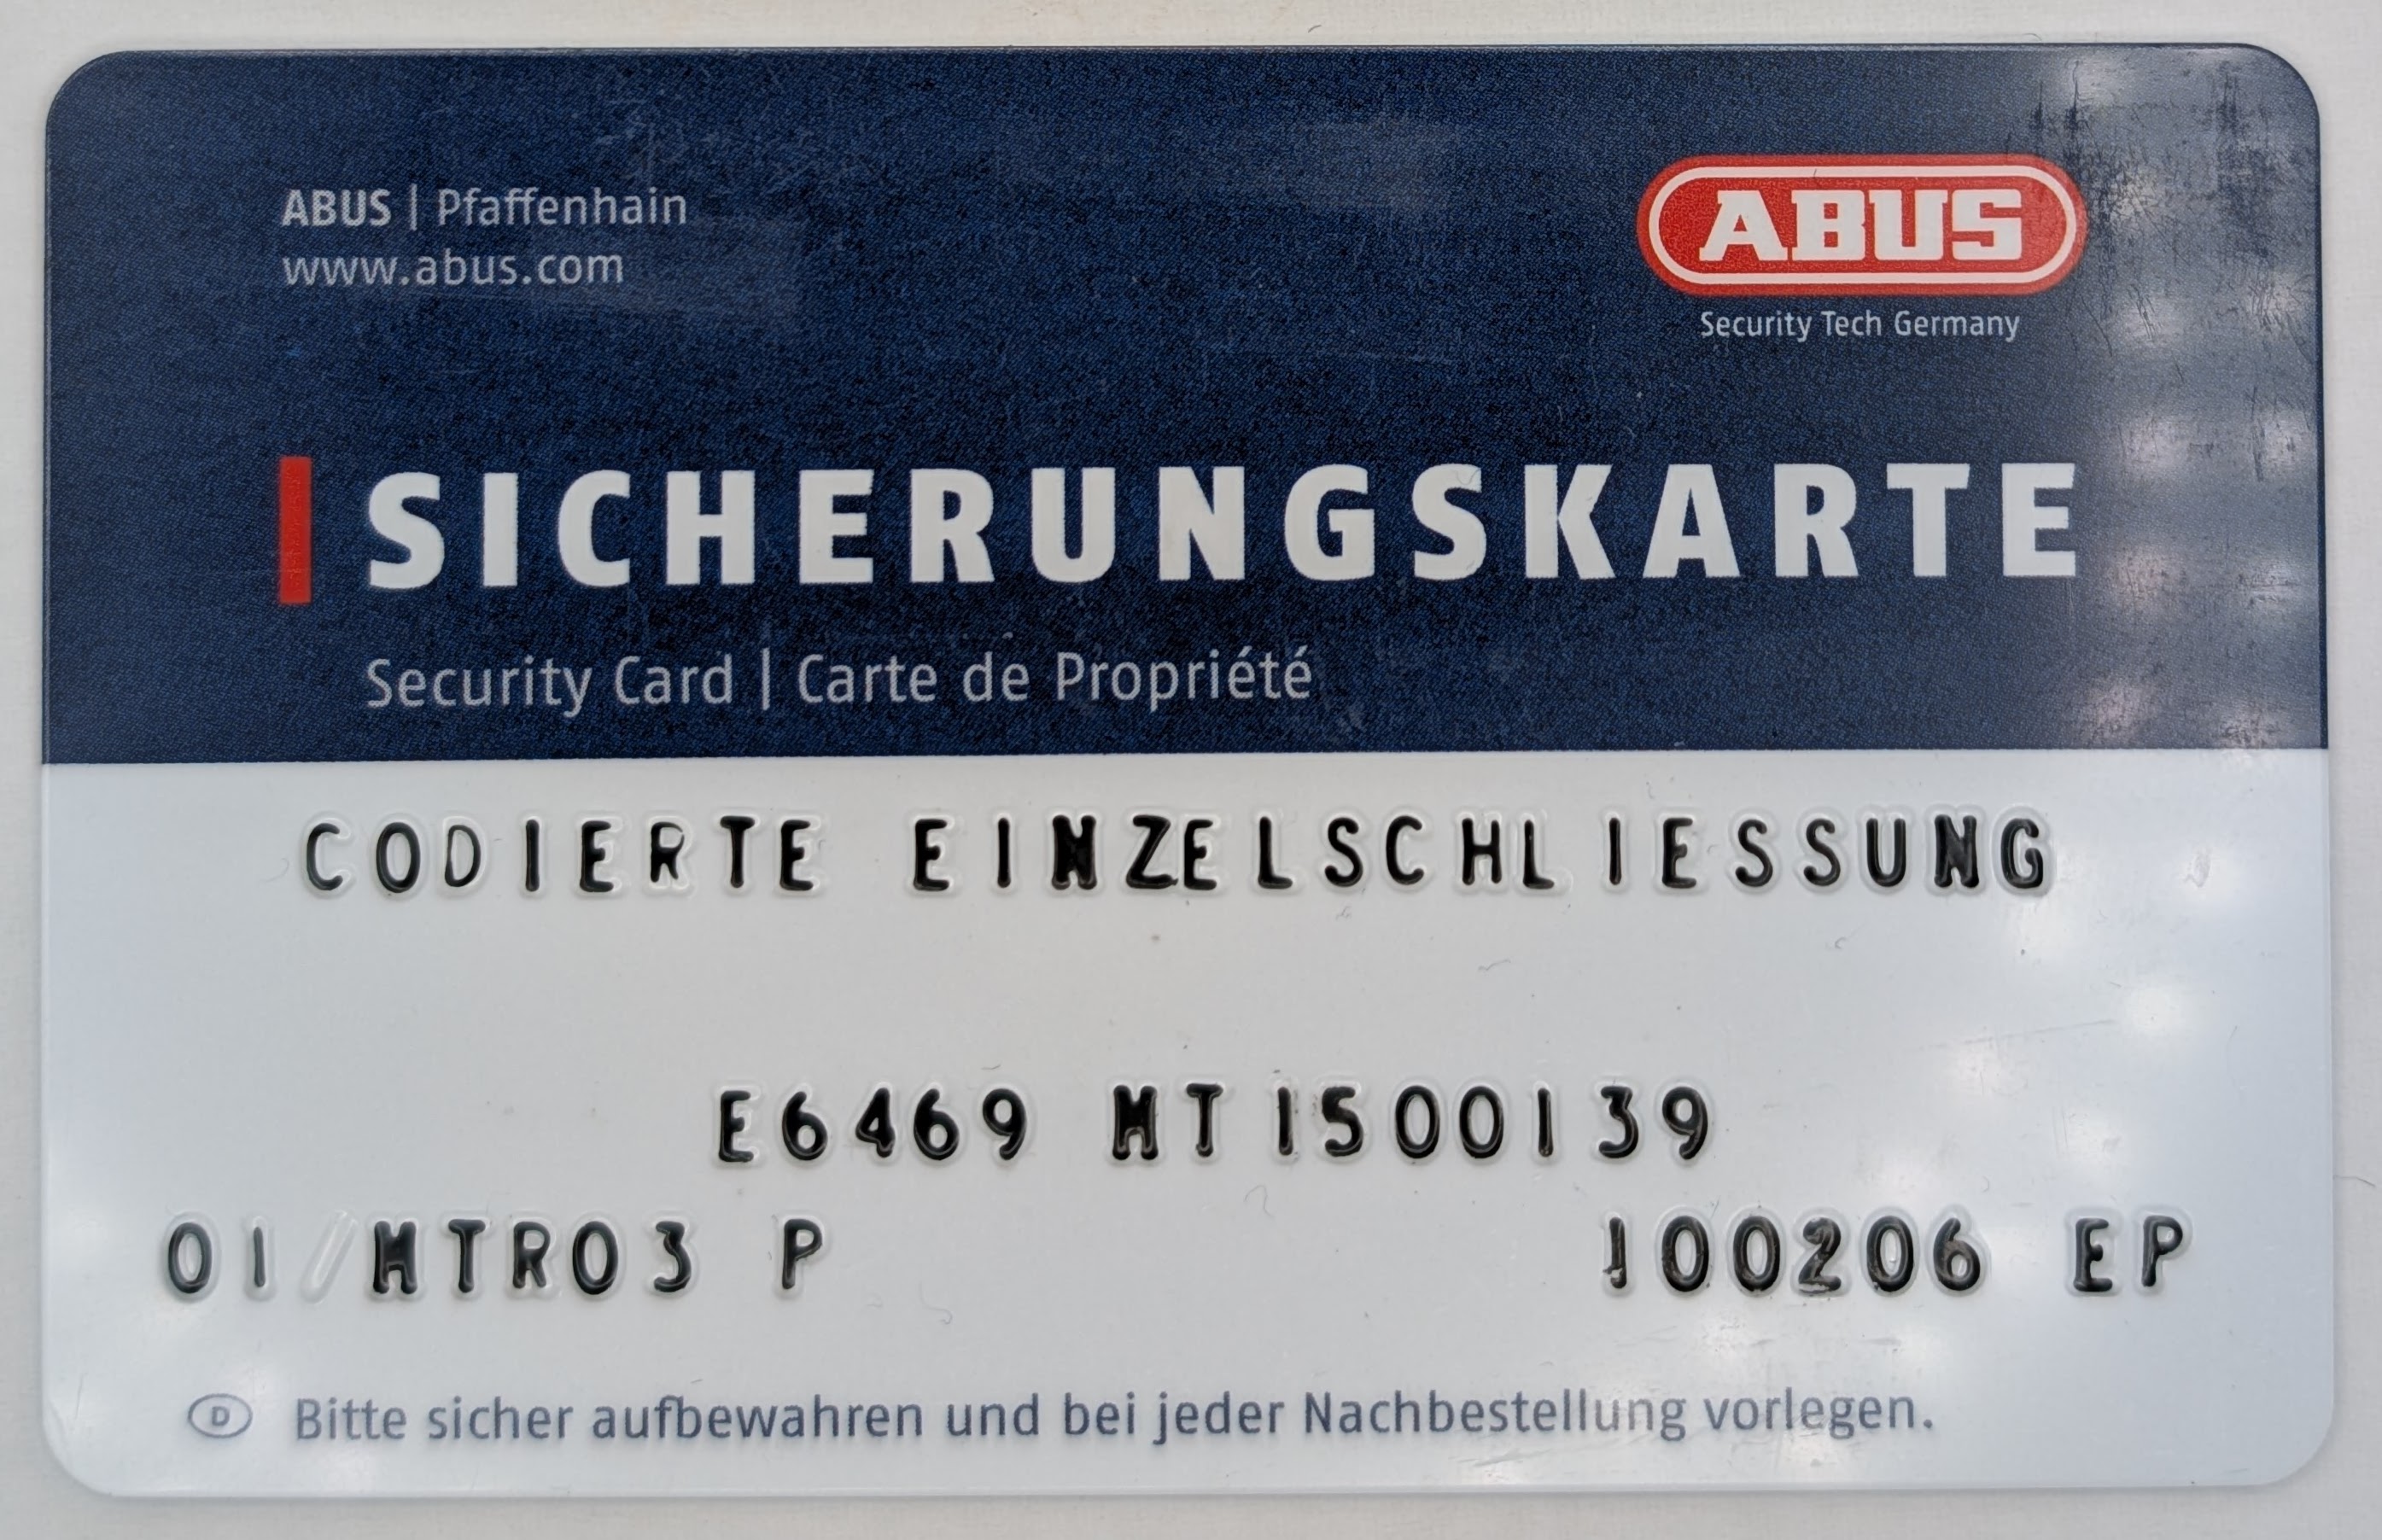 ABUS | Pfaffenhain
www.abus.com
ABUS
Security Tech Germany
SICHERUNGSKARTE
Security Card | Carte de Propriété
CODIERTE EINZELSCHLIESSUNG
E6469 MT1500139
01/MTR03 P 100206 EP
D Bitte sicher aufbewahren und bei jeder Nachbestellung vorlegen.